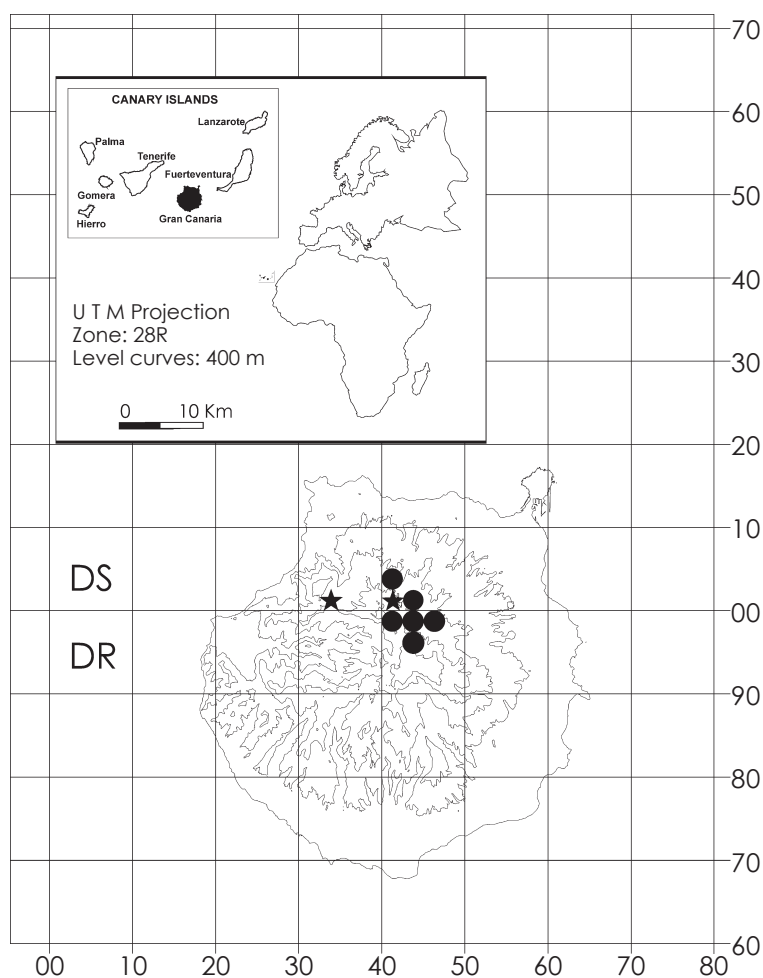 CANARY ISLANDS
Lanzarote
Palma
Tenerife
Fuerteventura
Gomera
Hierro
Gran Canaria
U T M Projection
Zone: 28R
Level curves: 400 m
0 10 Km
DS
DR
70
60
50
40
30
20
10
00
90
80
70
60
00 10 20 30 40 50 60 70 80